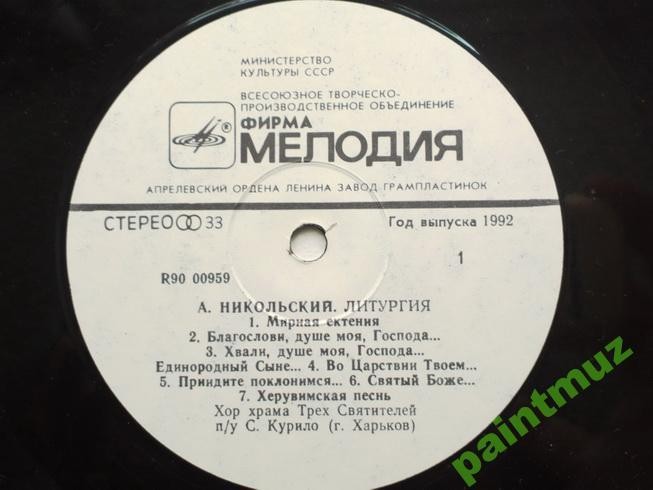 МИНИСТЕРСТВО
КУЛЬТУРЫ СССР
ВСЕСОЮЗНОЕ ТВОРЧЕСКО-
ПРОИЗВОДСТВЕННОЕ ОБЪЕДИНЕНИЕ
ФИРМА
® МЕЛОДИЯ
АПРЕЛЕВСКИЙ ОРДЕНА ЛЕНИНА ЗАВОД ГРАМПЛАСТИНОК
СТЕРЕО 33 Год выпуска 1992
1
R90 00959
А. НИКОЛЬСКИЙ. ЛИТУРГИЯ
1. Мирная ектения
2. Благослови, душе моя, Господа...
3. Хвали, душе моя, Господа...
Единородный Сыне... 4. Во Царствии Твоем...
5. Приидите поклонимся... 6. Святый Боже...
7. Херувимская песнь
Хор храма Трех Святителей
п/у С. Курило (г. Харьков)
paintmuz